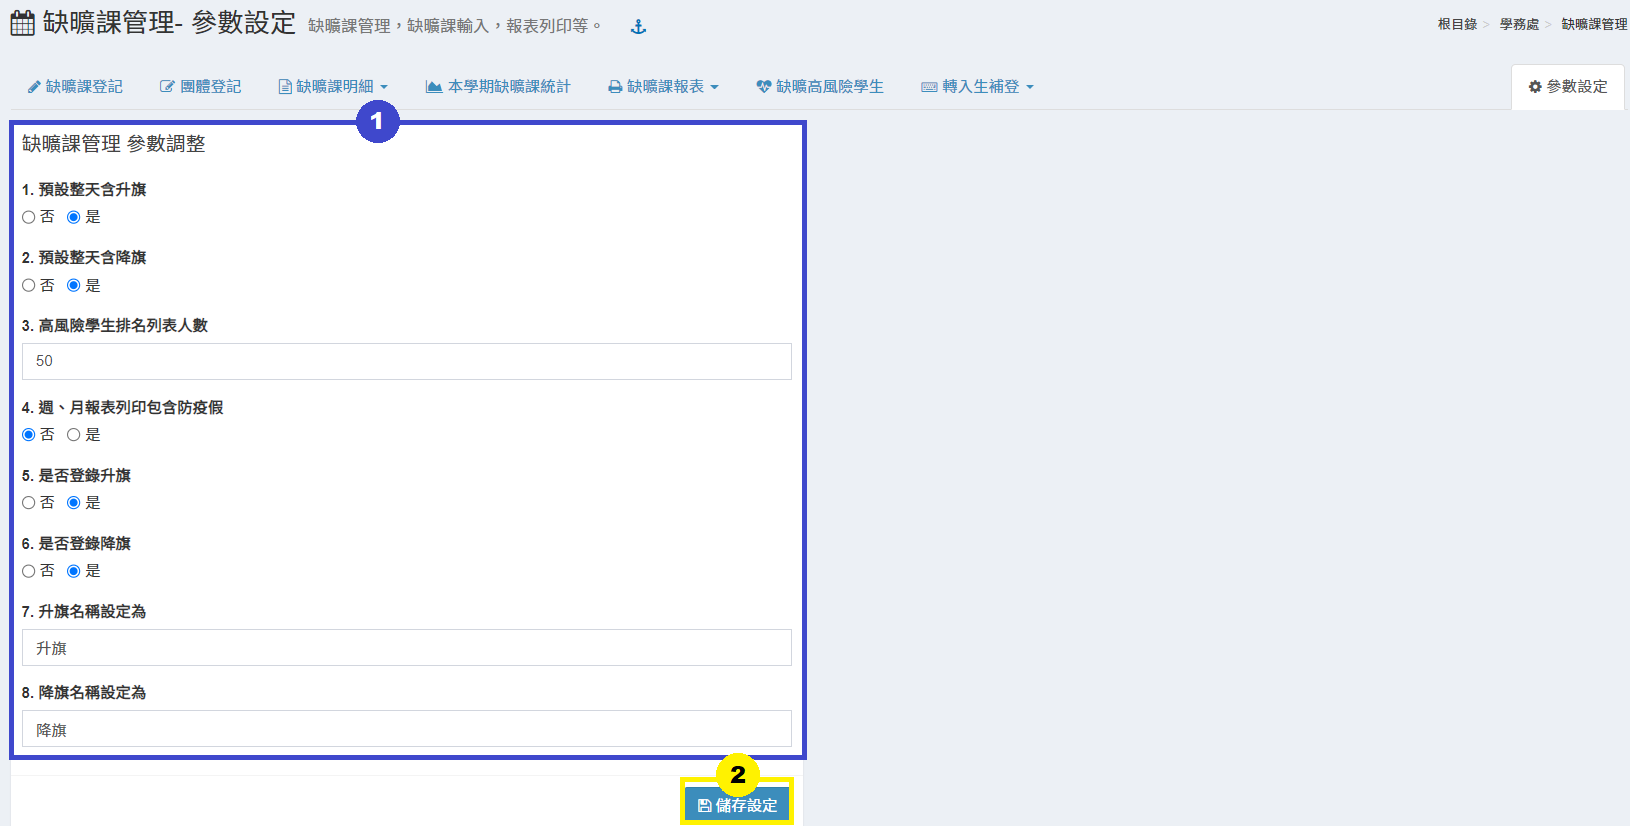 缺曠課管理- 參數設定 缺曠課管理，缺曠課輸入，報表列印等。
根目錄 > 學務處 > 缺曠課管理
缺曠課登記 團體登記 缺曠課明細 本學期缺曠課統計 缺曠課報表 缺曠高風險學生 轉入生補登 參數設定
1
缺曠課管理 參數調整
1. 預設整天含升旗
否 是
2. 預設整天含降旗
否 是
3. 高風險學生排名列表人數
50
4. 週、月報表列印包含防疫假
否 是
5. 是否登錄升旗
否 是
6. 是否登錄降旗
否 是
7. 升旗名稱設定為
升旗
8. 降旗名稱設定為
降旗
2
儲存設定